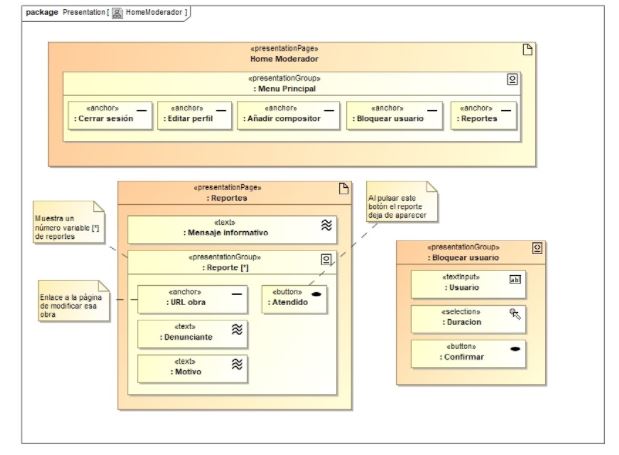 package Presentation [ HomeModerador ]
«presentationPage»
Home Moderador
«presentationGroup»
: Menu Principal
«anchor»
: Cerrar sesión
«anchor»
: Editar perfil
«anchor»
: Añadir compositor
«anchor»
: Bloquear usuario
«anchor»
: Reportes
«presentationPage»
: Reportes
«text»
: Mensaje informativo
«presentationGroup»
: Reporte [*]
«anchor»
: URL obra
«button»
: Atendido
«text»
: Denunciante
«text»
: Motivo
Muestra un
número variable [*]
de reportes
Enlace a la página
de modificar esa
obra
Al pulsar este
botón el reporte
deja de aparecer
«presentationGroup»
: Bloquear usuario
«textInput»
: Usuario
ab
«selection»
: Duracion
«button»
: Confirmar